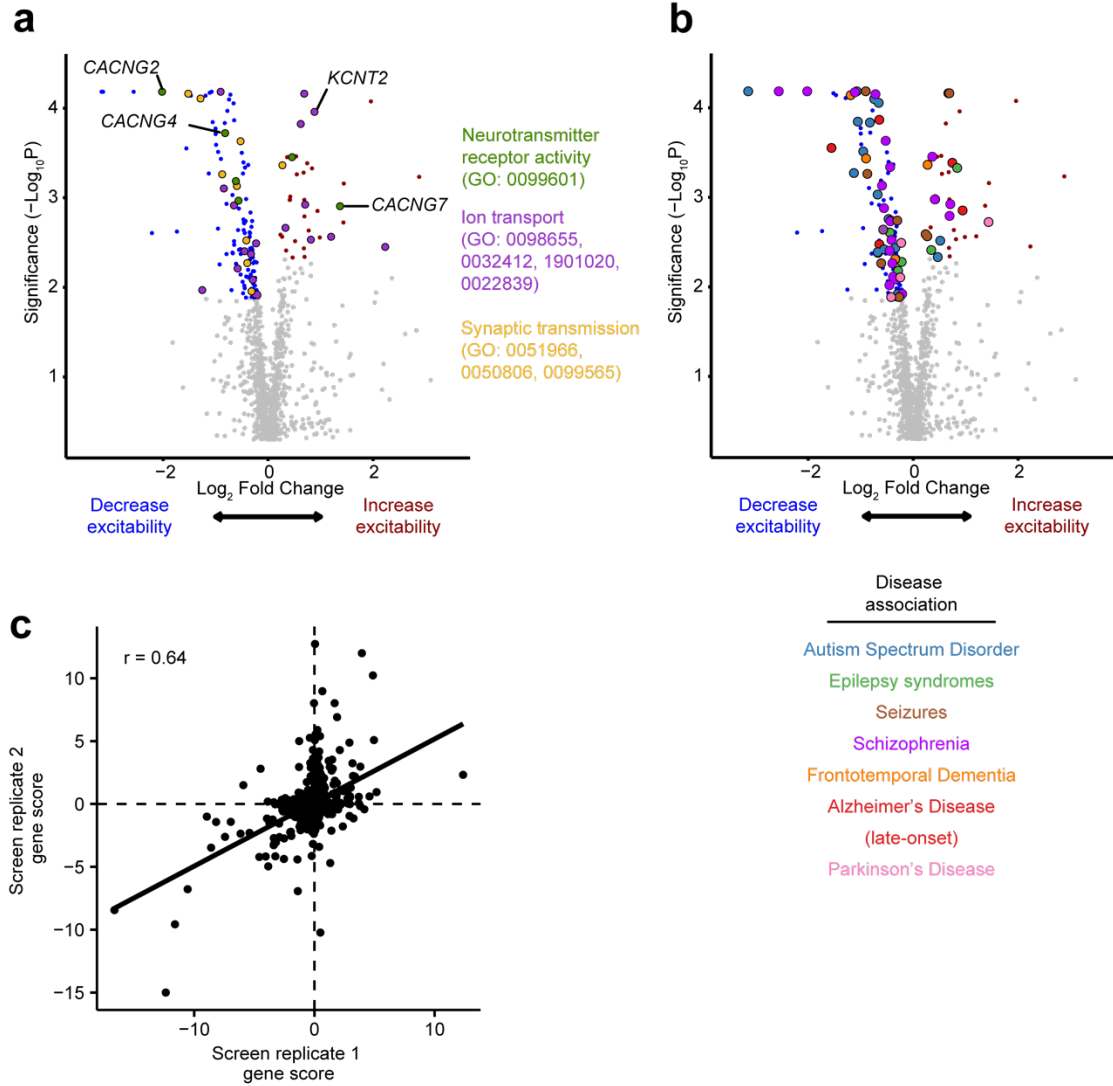 a
CACNG2
CACNG4
KCNT2
CACNG7
4
3
2
1
Significance (−Log10P)
−2
0
2
Log2 Fold Change
Decrease
excitability
Increase
excitability
Neurotransmitter
receptor activity
(GO: 0099601)
Ion transport
(GO: 0098655,
0032412, 1901020,
0022839)
Synaptic transmission
(GO: 0051966,
0050806, 0099565)
b
4
3
2
1
Significance (−Log10P)
−2
0
2
Log2 Fold Change
Decrease
excitability
Increase
excitability
Disease
association
Autism Spectrum Disorder
Epilepsy syndromes
Seizures
Schizophrenia
Frontotemporal Dementia
Alzheimer's Disease
(late-onset)
Parkinson's Disease
c
r = 0.64
10
5
0
−5
−10
−15
Screen replicate 2
gene score
−10
0
10
Screen replicate 1
gene score